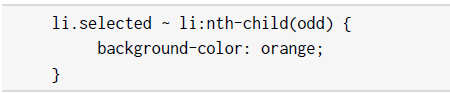 li.selected ~ li:nth-child(odd) {
background-color: orange;
}